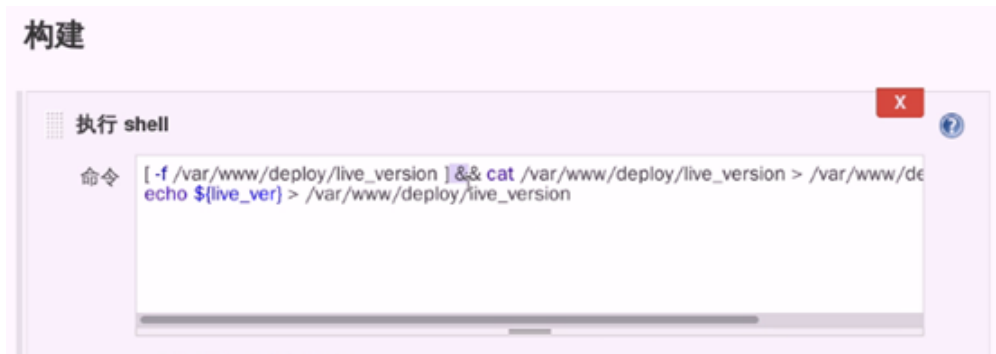 构建
X
执行 shell
命令
[ -f /var/www/deploy/live_version ] && cat /var/www/deploy/live_version > /var/www/de
echo ${live_ver} > /var/www/deploy/live_version